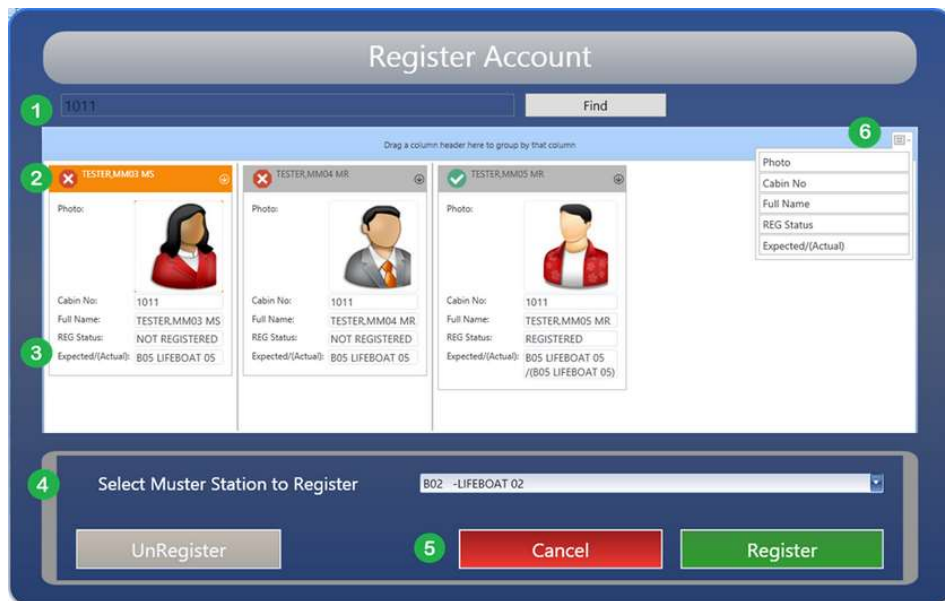 Register Account
1
1011
Find
Drag a column header here to group by that column
6
2
TESTER,MM03 MS
TESTER,MM04 MR
TESTER,MM05 MR
Photo
Cabin No
Full Name
REG Status
Expected/(Actual)
Photo:
Photo:
Photo:
Cabin No: 1011
Cabin No: 1011
Cabin No: 1011
Full Name: TESTER,MM03 MS
Full Name: TESTER,MM04 MR
Full Name: TESTER,MM05 MR
REG Status: NOT REGISTERED
REG Status: NOT REGISTERED
REG Status: REGISTERED
3
Expected/(Actual): B05 LIFEBOAT 05
Expected/(Actual): B05 LIFEBOAT 05
Expected/(Actual): B05 LIFEBOAT 05
/(B05 LIFEBOAT 05)
4
Select Muster Station to Register
B02 -LIFEBOAT 02
UnRegister
5
Cancel
Register